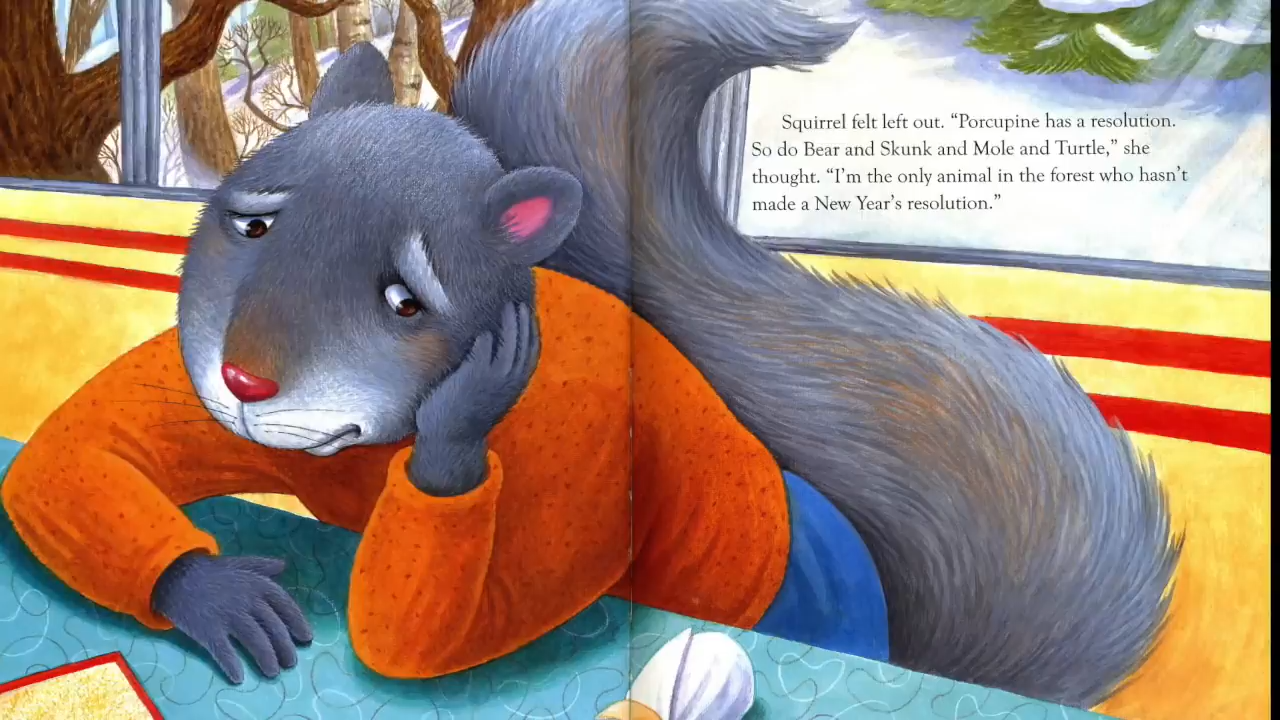 Squirrel felt left out. “Porcupine has a resolution.
So do Bear and Skunk and Mole and Turtle,” she
thought. “I’m the only animal in the forest who hasn’t
made a New Year’s resolution.”